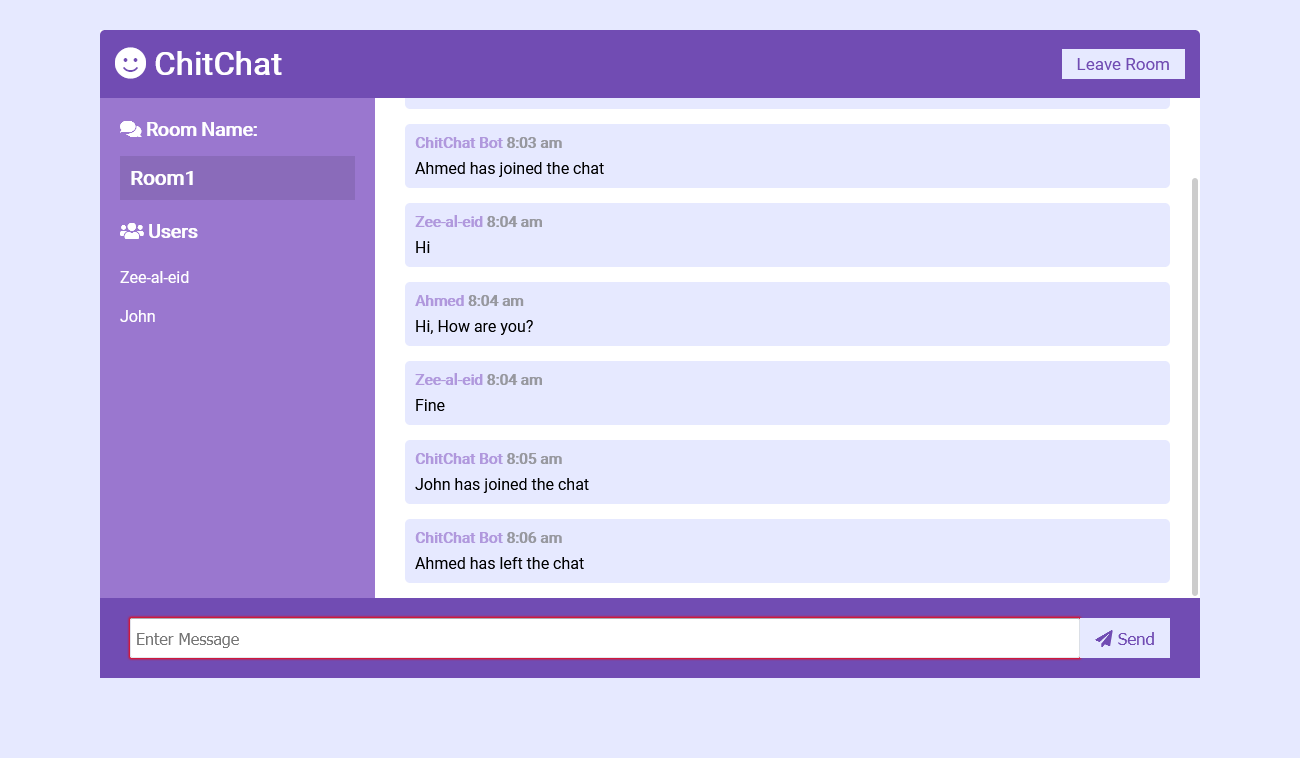 ChitChat
Leave Room
Room Name:
Room1
Users
Zee-al-eid
John
ChitChat Bot 8:03 am
Ahmed has joined the chat
Zee-al-eid 8:04 am
Hi
Ahmed 8:04 am
Hi, How are you?
Zee-al-eid 8:04 am
Fine
ChitChat Bot 8:05 am
John has joined the chat
ChitChat Bot 8:06 am
Ahmed has left the chat
Enter Message
Send